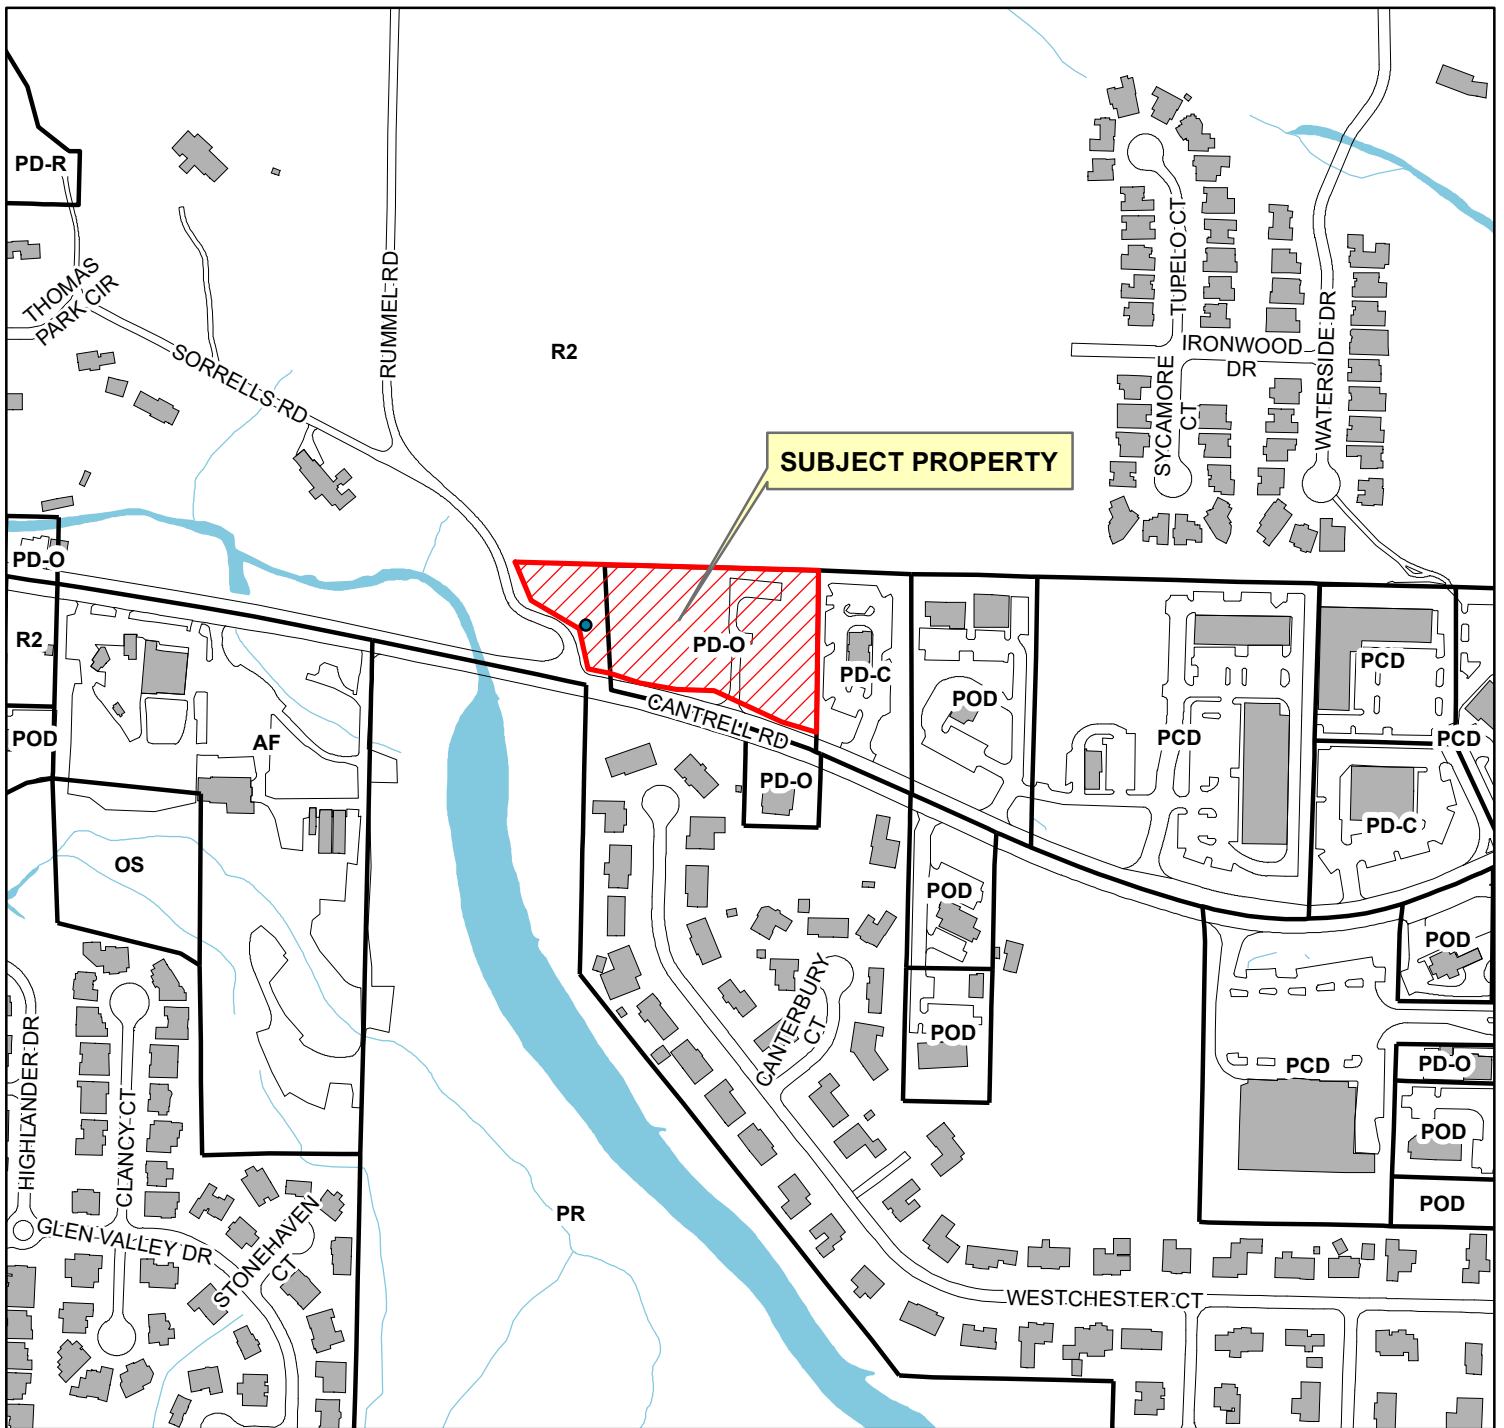 PD-R
THOMAS
PARK CIR
SORRELLS RD
RUMMEL RD
R2
TUPELO CT
SYCAMORE
CT
IRONWOOD
DR
WATERSIDE DR
SUBJECT PROPERTY
PD-O
R2
POD
AF
OS
PD-O
CANTRELL RD
PD-C
POD
PCD
PCD
PCD
PD-C
PD-O
POD
POD
POD
PCD
PD-O
POD
POD
CANTERBURY
CT
HIGHLANDER DR
CLANCY CT
GLEN VALLEY DR
STONEHAVEN
CT
PR
WESTCHESTER CT